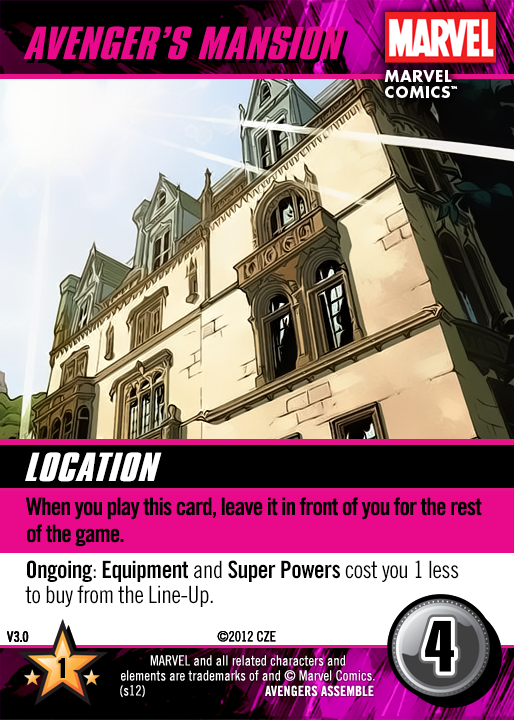 AVENGER'S MANSION
MARVEL
MARVEL
COMICS™
LOCATION
When you play this card, leave it in front of you for the rest
of the game.
Ongoing: Equipment and Super Powers cost you 1 less
to buy from the Line-Up.
V3.0
©2012 CZE
4
1
MARVEL and all related characters and
elements are trademarks of and © Marvel Comics.
(s12)
AVENGERS ASSEMBLE